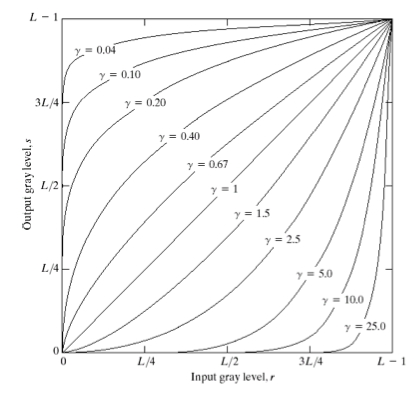 L − 1
γ = 0.04
γ = 0.10
3L/4
γ = 0.20
γ = 0.40
γ = 0.67
L/2
γ = 1
γ = 1.5
γ = 2.5
L/4
γ = 5.0
γ = 10.0
γ = 25.0
0
0
L/4
L/2
3L/4
L − 1
Output gray level, s
Input gray level, r